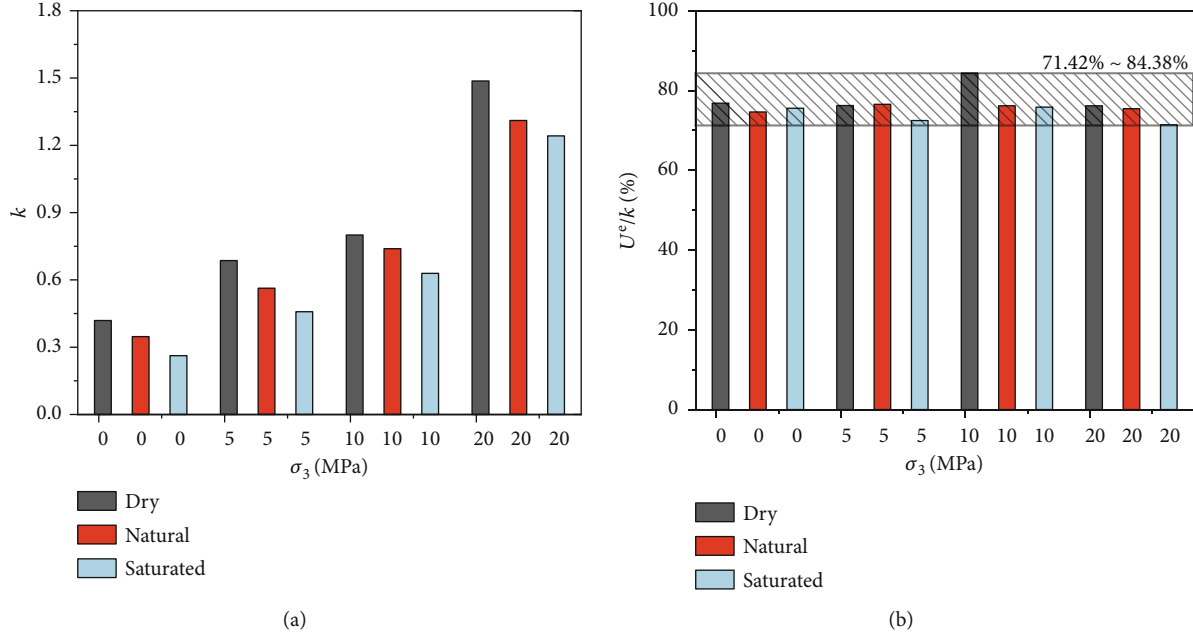 1.8
1.5
1.2
0.9
0.6
0.3
0.0
k
0 0 0 5 5 5 10 10 10 20 20 20
σ3 (MPa)
Dry
Natural
Saturated
(a)
100
80
60
40
20
0
U^e/k (%)
71.42% ~ 84.38%
0 0 0 5 5 5 10 10 10 20 20 20
σ3 (MPa)
Dry
Natural
Saturated
(b)